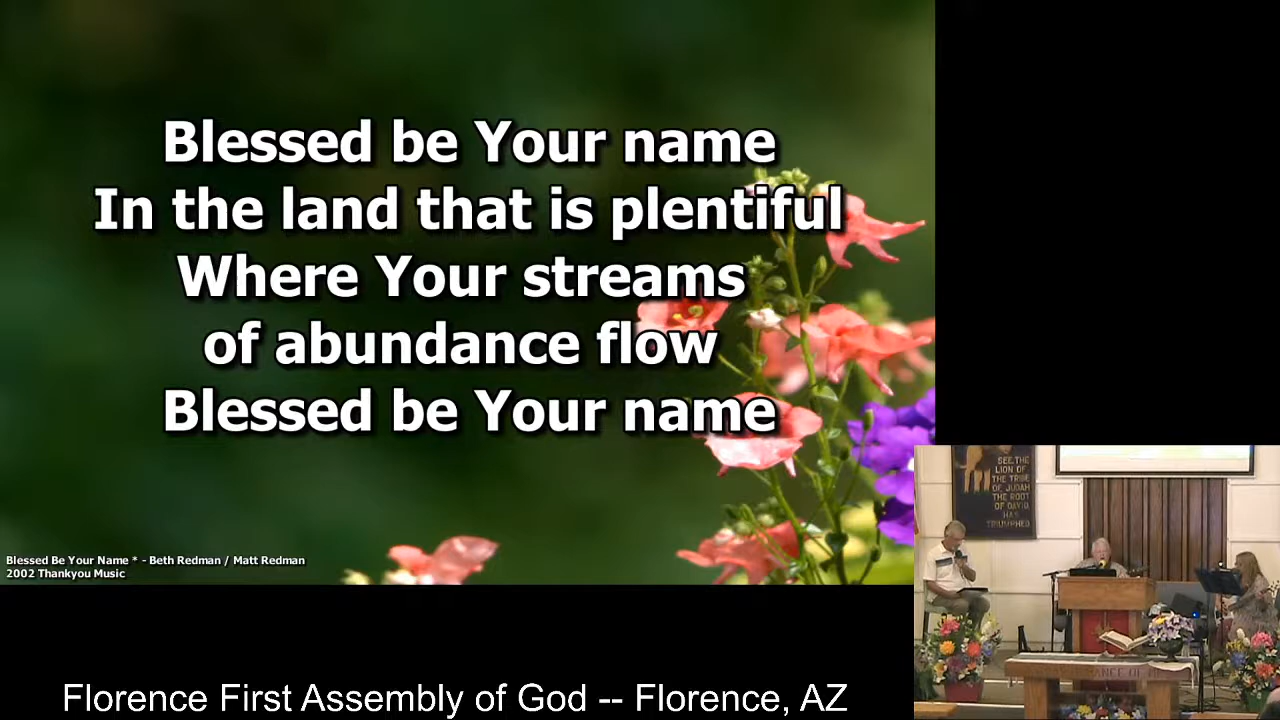 Blessed be Your name
In the land that is plentiful
Where Your streams
of abundance flow
Blessed be Your name
Blessed Be Your Name * - Beth Redman / Matt Redman
2002 Thankyou Music
SEE, THE
LION OF
THE TRIBE
OF JUDAH
THE ROOT
OF DAVID,
HAS
TRIUMPHED
Florence First Assembly of God -- Florence, AZ